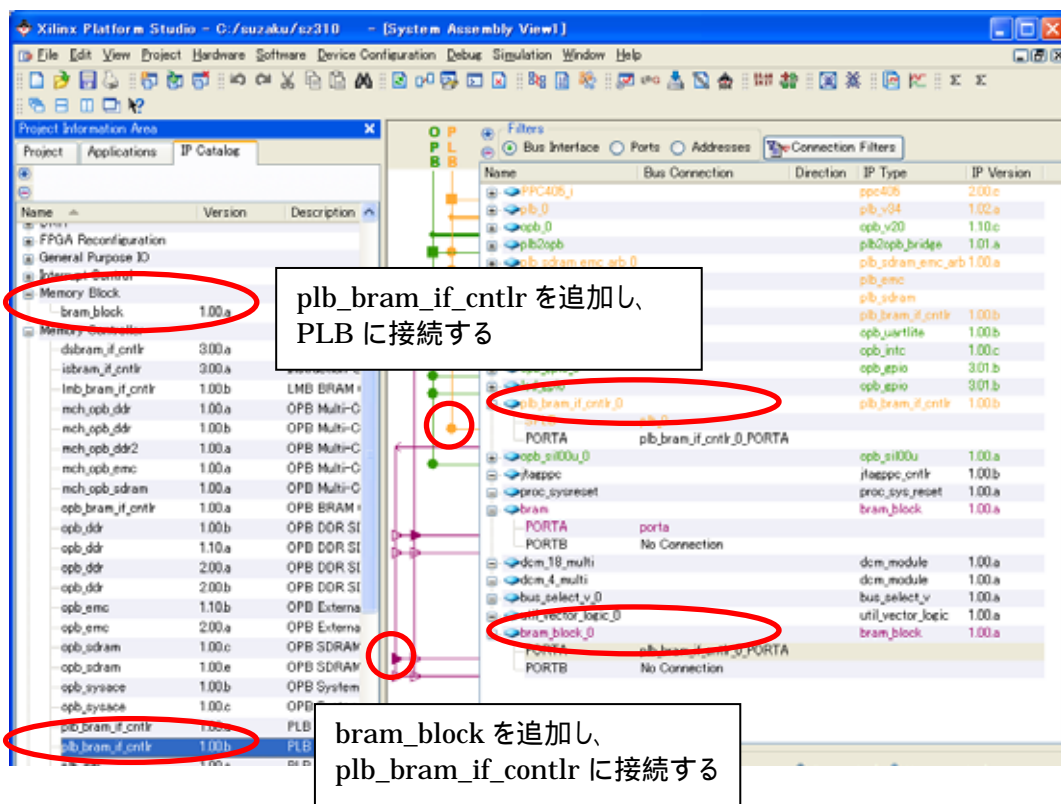 Xilinx Platform Studio - C:/suzaku/sz310 - [System Assembly View1]
File Edit View Project Hardware Software Device Configuration Debug Simulation Window Help
Project Information Area
Project Applications IP Catalog
Name Version Description
FPGA Reconfiguration
General Purpose IO
Interrupt Control
Memory Block
bram_block 1.00.a
Memory Controller
dsbram_if_cntlr 3.00.a
isbram_if_cntlr 3.00.a
lmb_bram_if_cntlr 1.00.b LMB BRAM
mch_opb_ddr 1.00.a OPB Multi-C
mch_opb_ddr 1.00.b OPB Multi-C
mch_opb_ddr2 1.00.a OPB Multi-C
mch_opb_emc 1.00.a OPB Multi-C
mch_opb_sdram 1.00.a OPB Multi-C
opb_bram_if_cntlr 1.00.a OPB BRAM
opb_ddr 1.00.b OPB DDR SI
opb_ddr 1.10.a OPB DDR SI
opb_ddr 2.00.a OPB DDR SI
opb_ddr 2.00.b OPB DDR SI
opb_emc 1.10.b OPB Externa
opb_emc 2.00.a OPB Externa
opb_sdram 1.00.c OPB SDRAM
opb_sdram 1.00.e OPB SDRAM
opb_sysace 1.00.b OPB System
opb_sysace 1.00.c OPB
plb_bram_if_cntlr 1.00.a PLB
plb_bram_if_cntlr 1.00.b PLB
OPB PLB
Filters
Bus Interface Ports Addresses Connection Filters
Name Bus Connection Direction IP Type IP Version
PPC405_i ppc405 2.00.c
plb_0 plb_v34 1.02.a
opb_0 opb_v20 1.10.c
plb2opb plb2opb_bridge 1.01.a
plb_sdram_emc_arb_0 plb_sdram_emc_arb 1.00.a
plb_emc
plb_sdram
plb_bram_if_cntlr 1.00.b
opb_uartlite 1.00.b
opb_intc 1.00.c
opb_gpio 3.01.b
opb_gpio 3.01.b
plb_bram_if_cntlr_0 plb_bram_if_cntlr 1.00.b
PORTA plb_bram_if_cntlr_0_PORTA
opb_sil00u_0 opb_sil00u 1.00.a
jtagppc jtagppc_cntlr 1.00.b
proc_sysreset proc_sys_reset 1.00.a
bram bram_block 1.00.a
PORTA porta
PORTB No Connection
dcm_18_multi dcm_module 1.00.a
dcm_4_multi dcm_module 1.00.a
bus_select_v_0 bus_select_v 1.00.a
util_vector_logic_0 util_vector_logic 1.00.a
bram_block_0 bram_block 1.00.a
PORTA plb_bram_if_cntlr_0_PORTA
PORTB No Connection
plb_bram_if_cntlr を追加し、
PLB に接続する
bram_block を追加し、
plb_bram_if_contlr に接続する